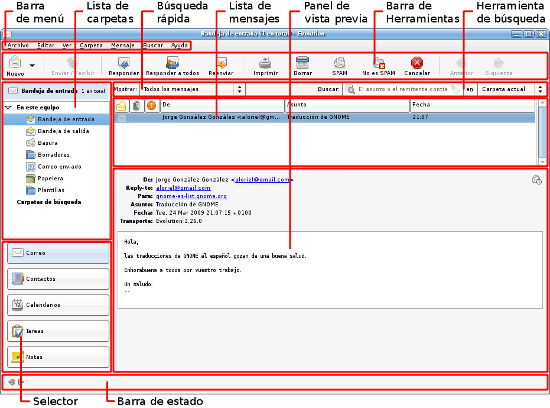 Barra de menú
Lista de carpetas
Búsqueda rápida
Lista de mensajes
Panel de vista previa
Barra de Herramientas
Herramienta de búsqueda
Bandeja de entrada (1 en total) - Evolution
Archivo Editar Ver Carpeta Mensaje Buscar Ayuda
Nuevo Enviar / Recibir Responder Responder a todos Reenviar Imprimir Borrar SPAM No es SPAM Cancelar Anterior Siguiente
Bandeja de entrada 1 en total
Mostrar: Todos los mensajes Buscar: El asunto o el remitente contie en Carpeta actual
De Asunto Fecha
Jorge González González <aloriel@gm... Traducción de GNOME 21:07
En este equipo
Bandeja de entrada
Bandeja de salida
Basura
Borradores
Correo enviado
Papelera
Plantillas
Carpetas de búsqueda
De: Jorge González González <aloriel@gmail.com>
Reply-to: aloriel@gmail.com
Para: gnome-es-list.gnome.org
Asunto: Traducción de GNOME
Fecha: Tue, 24 Mar 2009 21:07:15 +0100
Transporte: Evolution 2.26.0
Hola,
las traducciones de GNOME al español gozan de una buena salud.
Enhorabuena a todos por vuestro trabajo.
Un saludo
--
Correo
Contactos
Calendarios
Tareas
Notas
Selector
Barra de estado